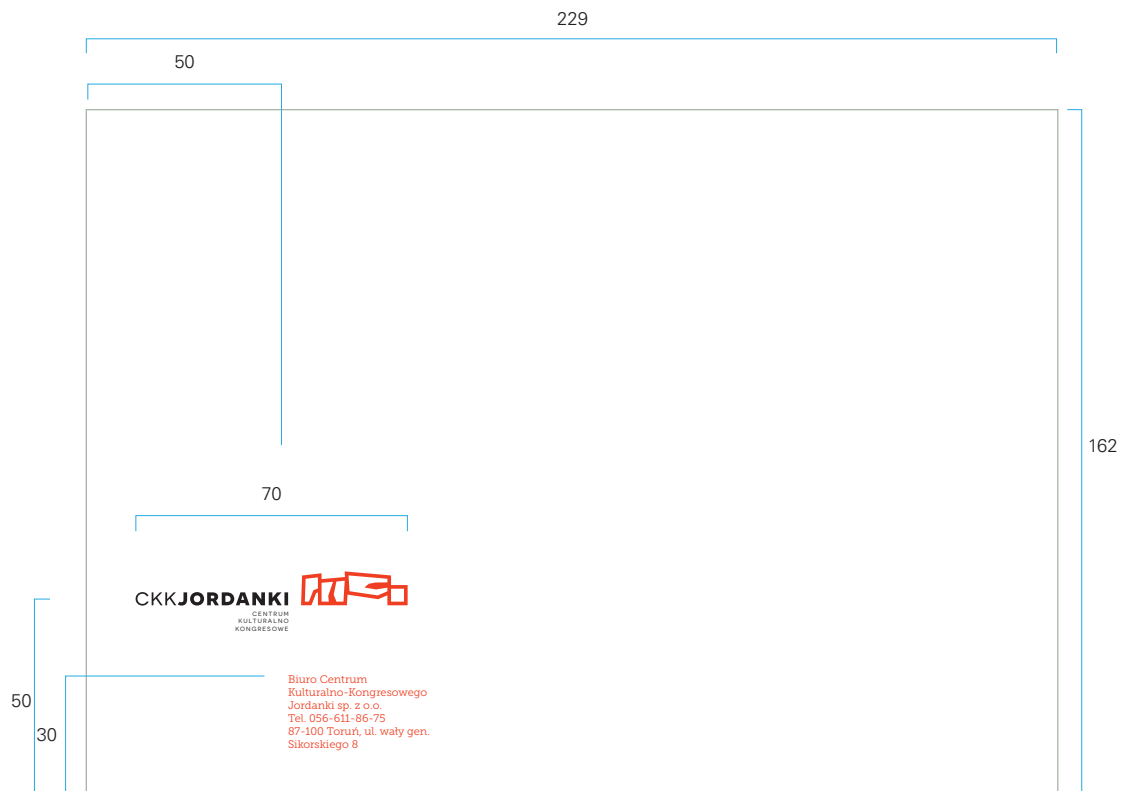 229
50
162
70
CKKJORDANKI
CENTRUM
KULTURALNO
KONGRESOWE
50
30
Biuro Centrum
Kulturalno-Kongresowego
Jordanki sp. z o.o.
Tel. 056-611-86-75
87-100 Toruń, ul. wały gen.
Sikorskiego 8